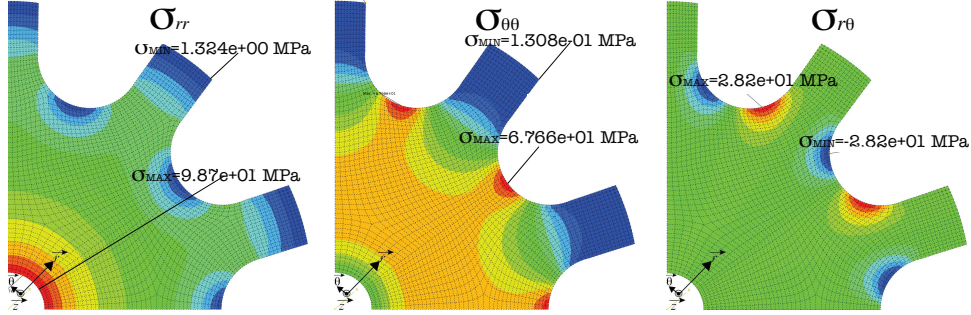 σrr
σMIN=1.324e+00 MPa
σMAX=9.87e+01 MPa
r
θ
z
σθθ
σMIN=1.308e-01 MPa
σMAX=6.766e+01 MPa
r
θ
z
σrθ
σMAX=2.82e+01 MPa
σMIN=-2.82e+01 MPa
r
θ
z